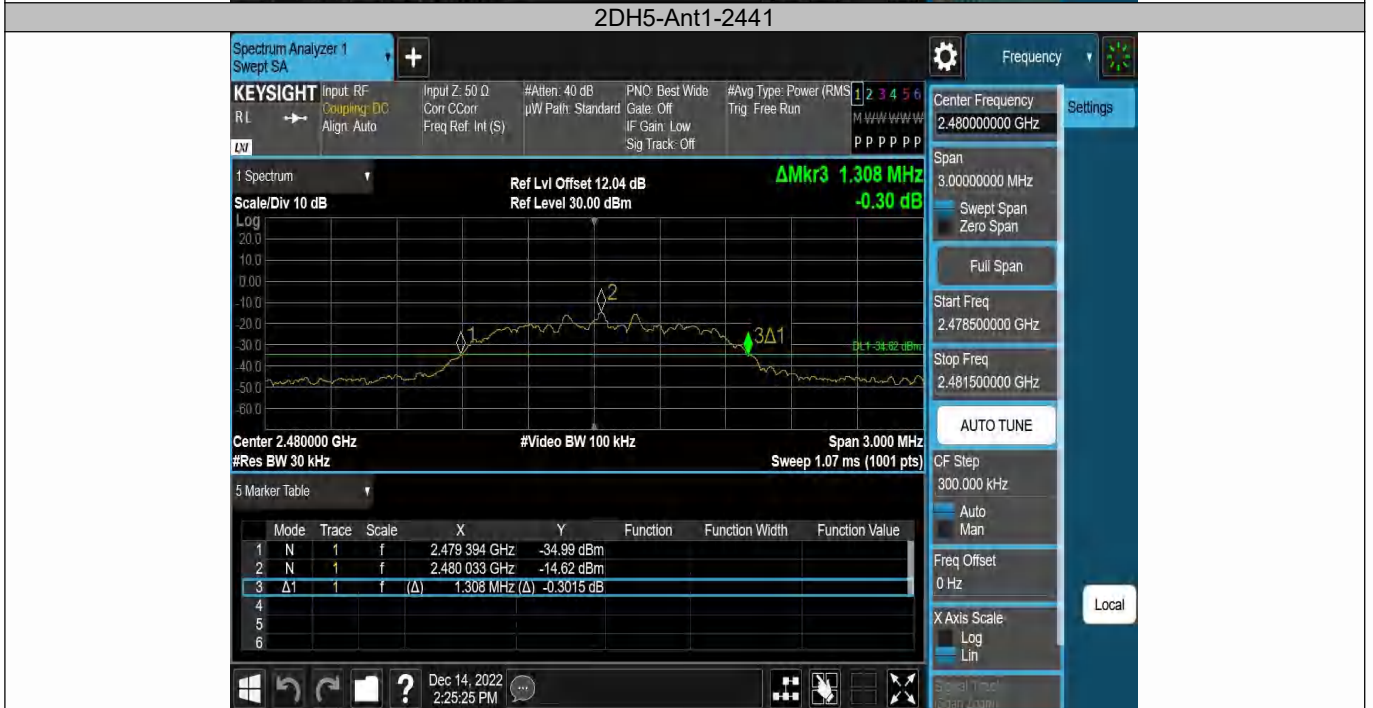 2DH5-Ant1-2441
Spectrum Analyzer 1
Swept SA
+
Frequency
KEYSIGHT
RL
LXI
Input: RF
Coupling: DC
Align: Auto
Input Z: 50 Ω
Corr CCorr
Freq Ref: Int (S)
#Atten: 40 dB
µW Path: Standard
PNO: Best Wide
Gate: Off
IF Gain: Low
Sig Track: Off
#Avg Type: Power (RMS
Trig: Free Run
1 2 3 4 5 6
M W W W W W
P P P P P P
1 Spectrum
Scale/Div 10 dB
Ref Lvl Offset 12.04 dB
Ref Level 30.00 dBm
ΔMkr3 1.308 MHz
-0.30 dB
Log
20.0
10.0
0.00
-10.0
-20.0
-30.0
-40.0
-50.0
-60.0
1
2
3Δ1
DL1 -34.62 dBm
Center 2.480000 GHz
#Video BW 100 kHz
Span 3.000 MHz
#Res BW 30 kHz
Sweep 1.07 ms (1001 pts)
5 Marker Table
Mode Trace Scale X Y Function Function Width Function Value
1 N 1 f 2.479 394 GHz -34.99 dBm
2 N 1 f 2.480 033 GHz -14.62 dBm
3 Δ1 1 f (Δ) 1.308 MHz (Δ) -0.3015 dB
4
5
6
Center Frequency
2.480000000 GHz
Settings
Span
3.00000000 MHz
Swept Span
Zero Span
Full Span
Start Freq
2.478500000 GHz
Stop Freq
2.481500000 GHz
AUTO TUNE
CF Step
300.000 kHz
Auto
Man
Freq Offset
0 Hz
X Axis Scale
Log
Lin
Signal Track
(Span Zoom)
Local
?
Dec 14, 2022
2:25:25 PM